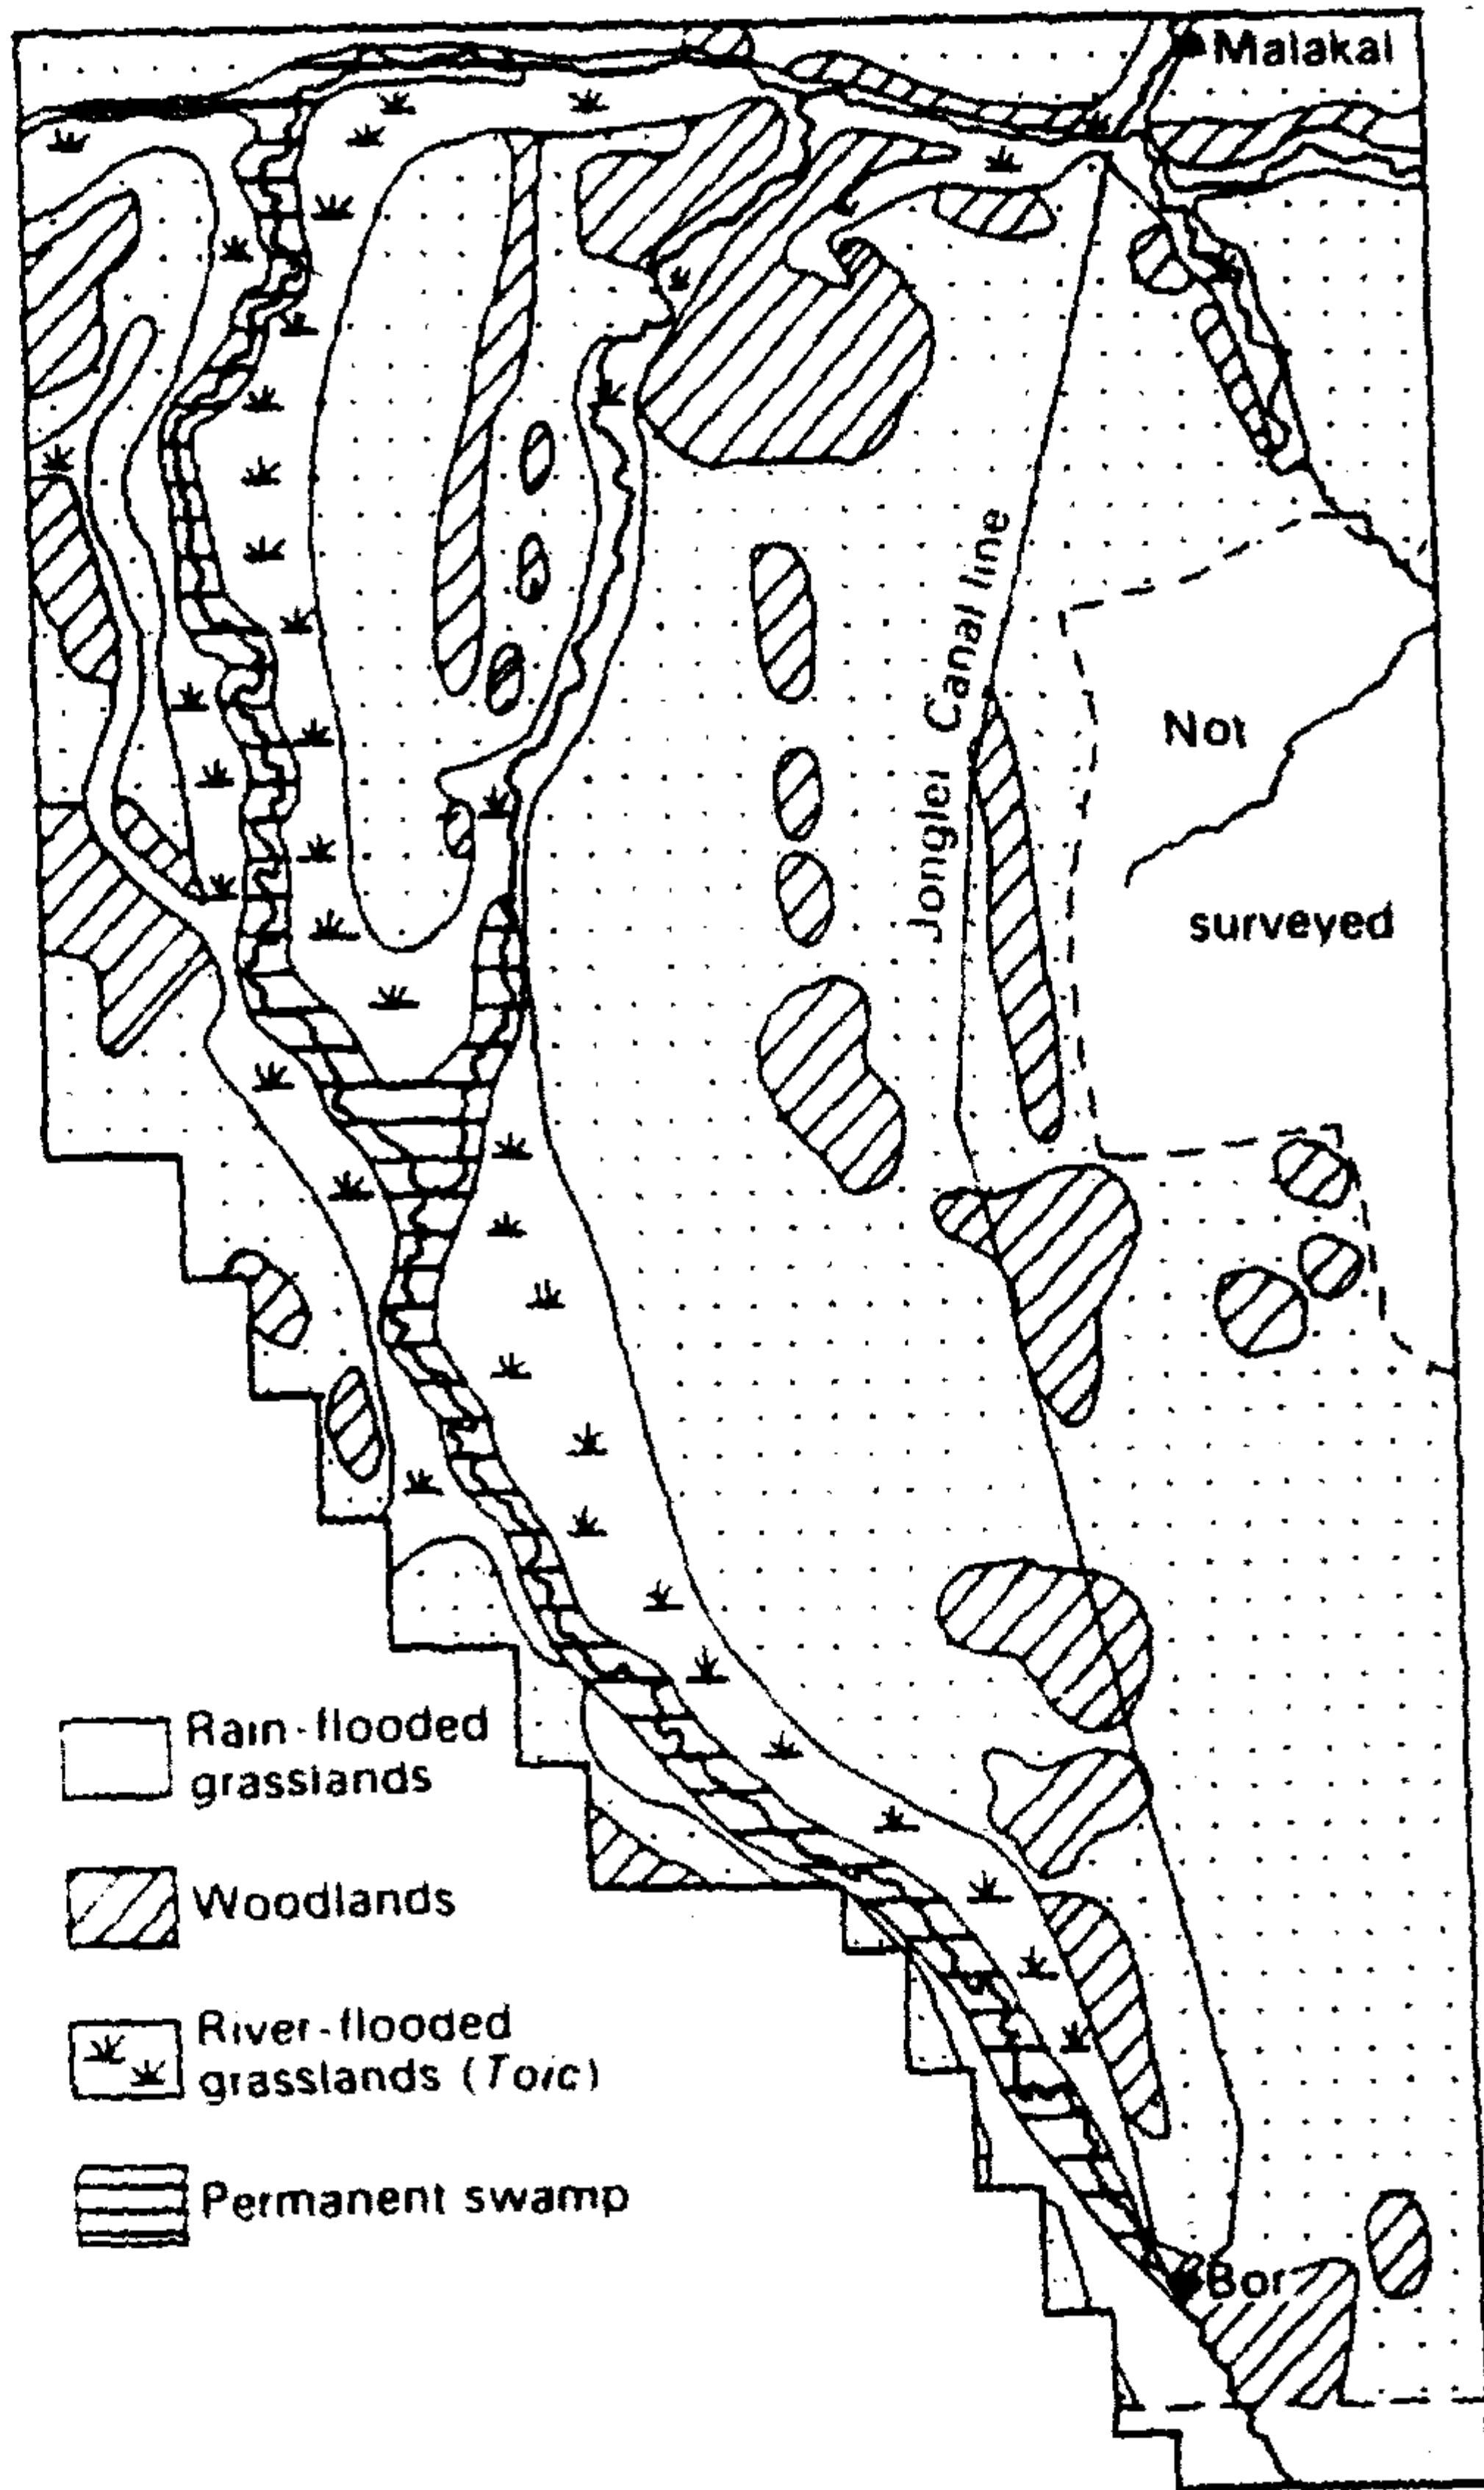 Malakal
Jonglei Canal line
Not
surveyed
Rain-flooded
grasslands
Woodlands
River-flooded
grasslands (Toic)
Permanent swamp
Bor